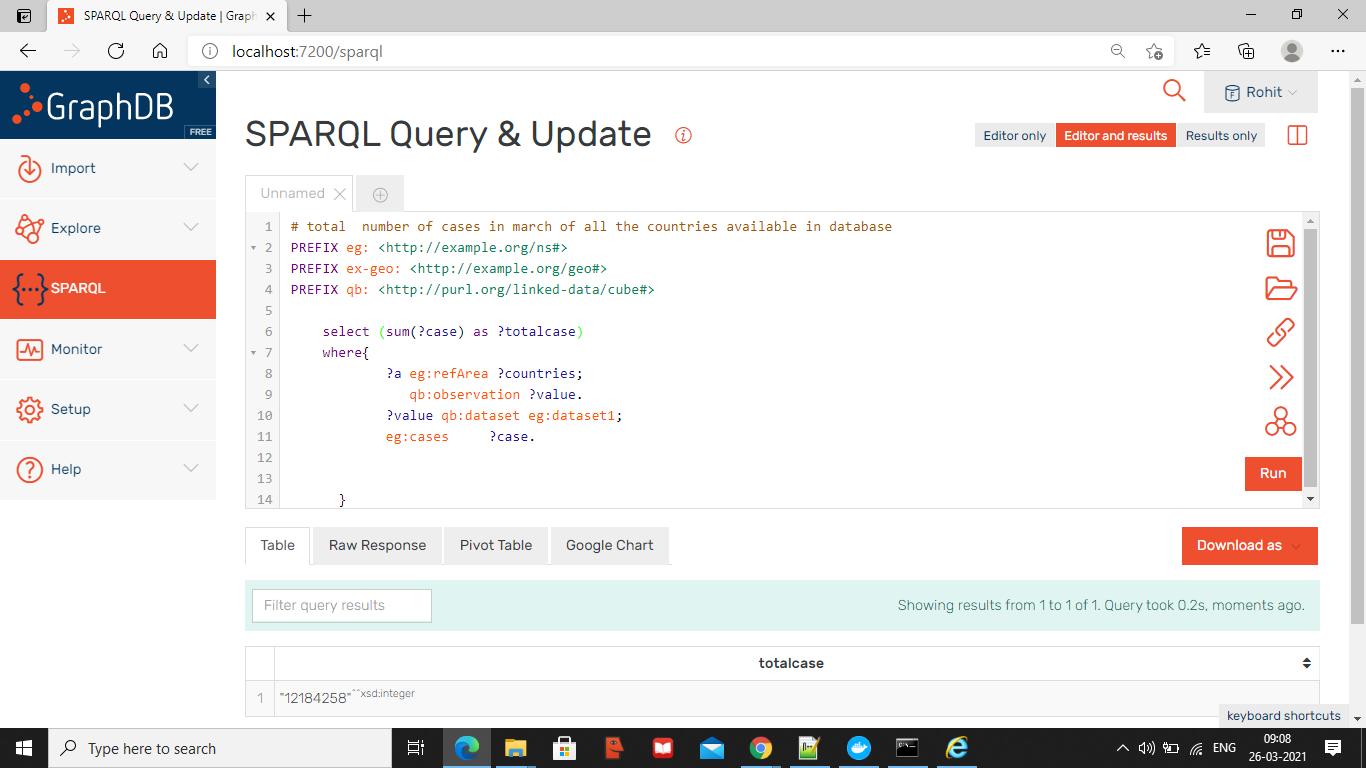 SPARQL Query & Update | Graph
localhost:7200/sparql
GraphDB
FREE
Import
Explore
SPARQL
Monitor
Setup
Help
Rohit
SPARQL Query & Update
Editor only
Editor and results
Results only
Unnamed
1 # total  number of cases in march of all the countries available in database
2 PREFIX eg: <http://example.org/ns#>
3 PREFIX ex-geo: <http://example.org/geo#>
4 PREFIX qb: <http://purl.org/linked-data/cube#>
5
6 select (sum(?case) as ?totalcase)
7 where{
8 ?a eg:refArea ?countries;
9 qb:observation ?value.
10 ?value qb:dataset eg:dataset1;
11 eg:cases     ?case.
12
13
14 }
Run
Table
Raw Response
Pivot Table
Google Chart
Download as
Filter query results
Showing results from 1 to 1 of 1. Query took 0.2s, moments ago.
totalcase
1 "12184258"^^xsd:integer
keyboard shortcuts
Type here to search
ENG
09:08
26-03-2021